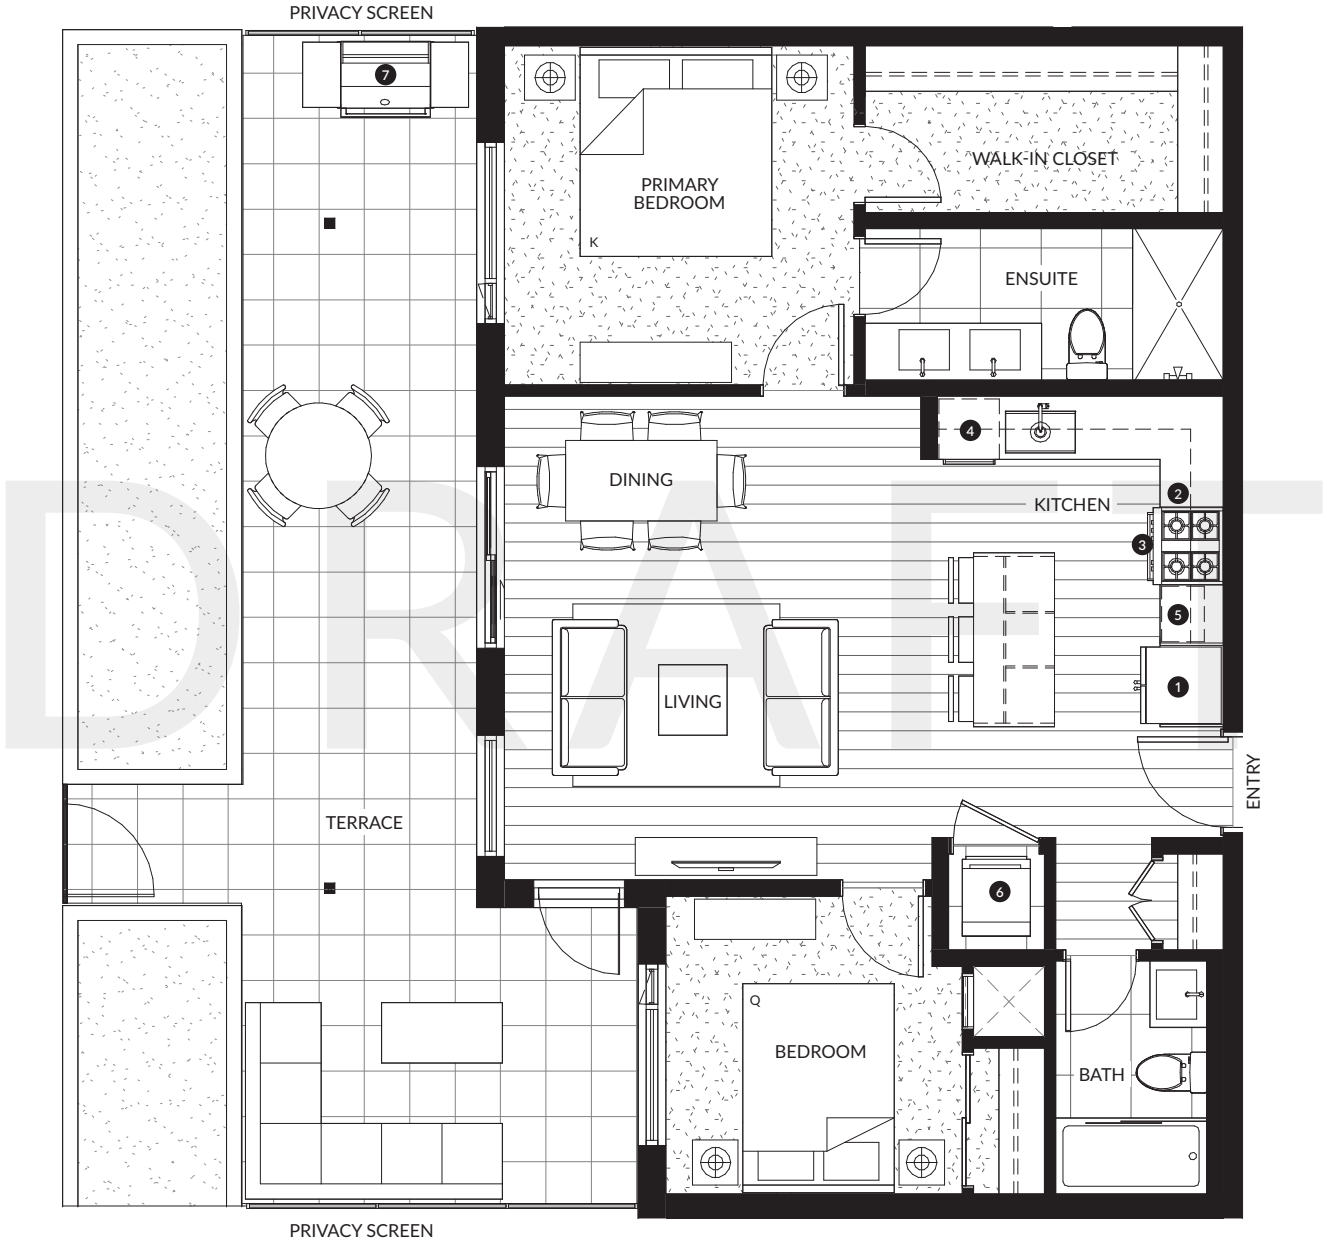 PRIVACY SCREEN
7
WALK-IN CLOSET
PRIMARY
BEDROOM
K
ENSUITE
4
DINING
2
KITCHEN
3
DRAFT
5
1
LIVING
ENTRY
TERRACE
6
Q
BEDROOM
BATH
PRIVACY SCREEN